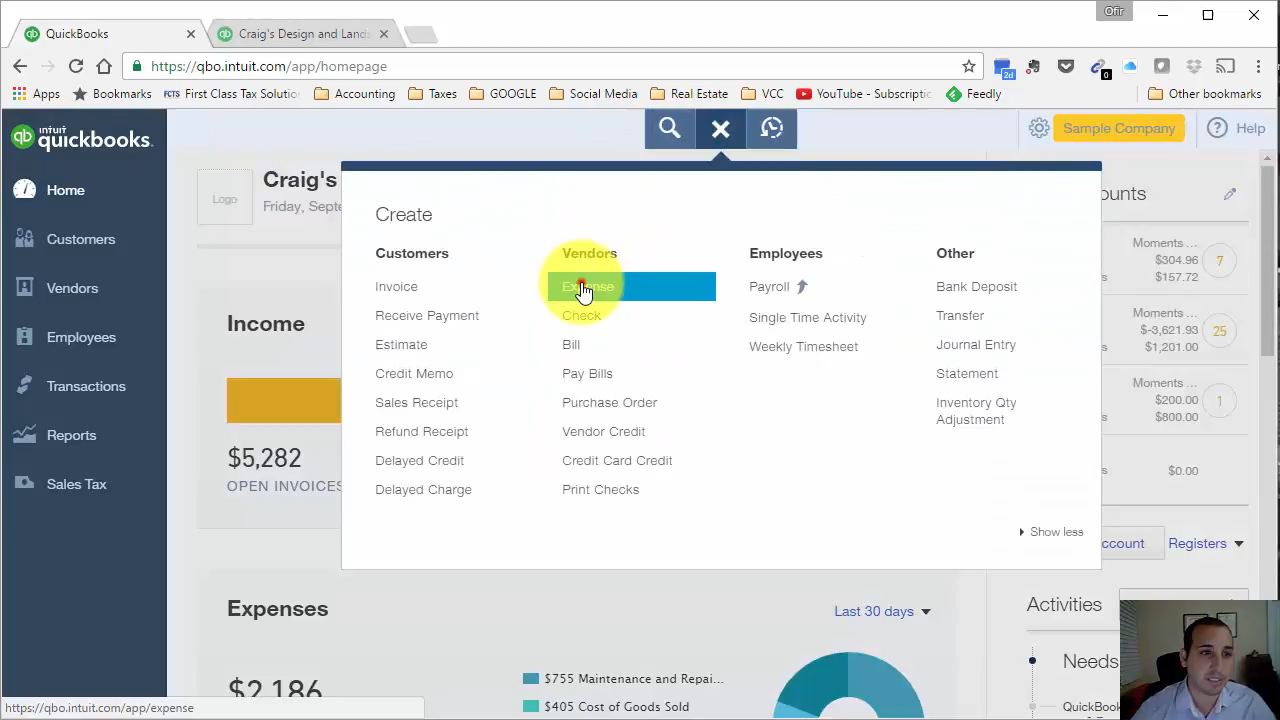 Ofir
QuickBooks
Craig's Design and Lands
https://qbo.intuit.com/app/homepage
2d
0
Apps
Bookmarks
FCTS First Class Tax Solutio
Accounting
Taxes
GOOGLE
Social Media
Real Estate
VCC
YouTube - Subscriptic
Feedly
Other bookmarks
qb intuit quickbooks.
Sample Company
Help
Home
Customers
Vendors
Employees
Transactions
Reports
Sales Tax
Logo
Craig's
Friday, Septe
Income
$5,282
OPEN INVOICES
Create
Customers
Invoice
Receive Payment
Estimate
Credit Memo
Sales Receipt
Refund Receipt
Delayed Credit
Delayed Charge
Vendors
Expense
Check
Bill
Pay Bills
Purchase Order
Vendor Credit
Credit Card Credit
Print Checks
Employees
Payroll
Single Time Activity
Weekly Timesheet
Other
Bank Deposit
Transfer
Journal Entry
Statement
Inventory Qty
Adjustment
Show less
ounts
Moments ...
$304.96
7
$157.72
Moments ...
$-3,621.93
25
$1,201.00
Moments ...
$200.00
1
$800.00
$0.00
ccount
Registers
Expenses
Last 30 days
$2,186
$755 Maintenance and Repai...
$405 Cost of Goods Sold
Activities
Needs
QuickBo
https://qbo.intuit.com/app/expense